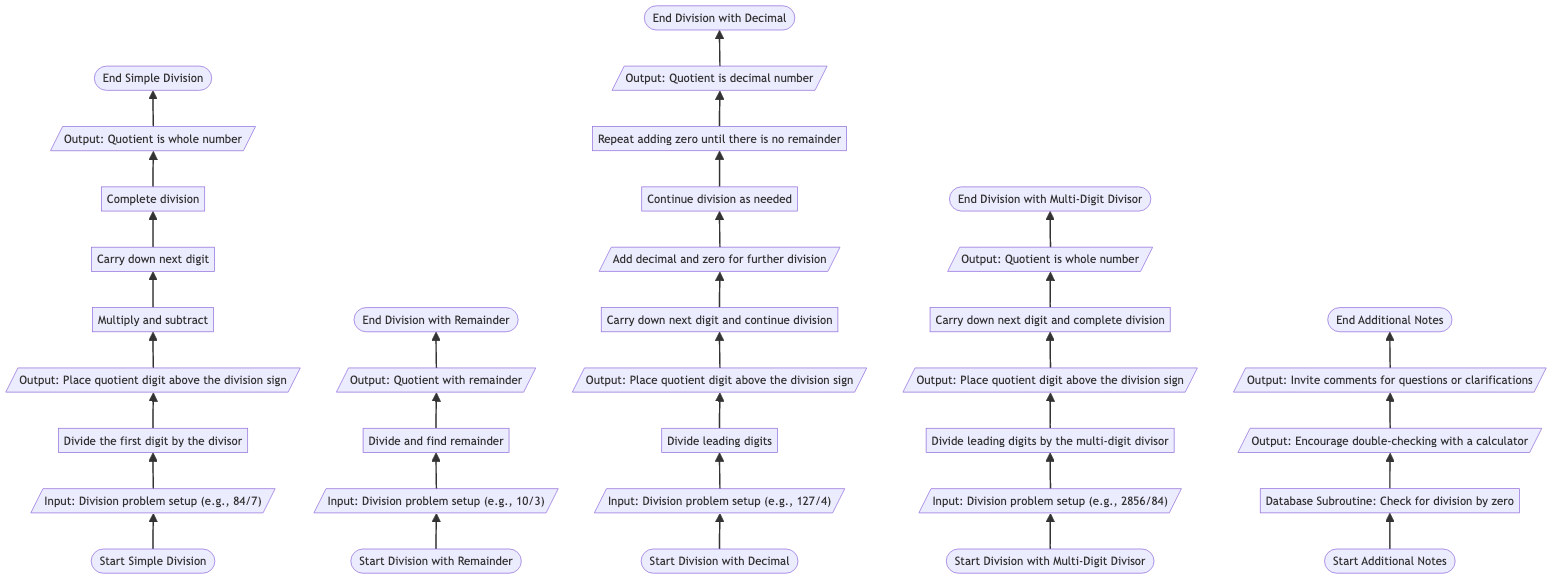 Start Simple Division
Input: Division problem setup (e.g., 84/7)
Divide the first digit by the divisor
Output: Place quotient digit above the division sign
Multiply and subtract
Carry down next digit
Complete division
Output: Quotient is whole number
End Simple Division
Start Division with Remainder
Input: Division problem setup (e.g., 10/3)
Divide and find remainder
Output: Quotient with remainder
End Division with Remainder
Start Division with Decimal
Input: Division problem setup (e.g., 127/4)
Divide leading digits
Output: Place quotient digit above the division sign
Carry down next digit and continue division
Add decimal and zero for further division
Continue division as needed
Repeat adding zero until there is no remainder
Output: Quotient is decimal number
End Division with Decimal
Start Division with Multi-Digit Divisor
Input: Division problem setup (e.g., 2856/84)
Divide leading digits by the multi-digit divisor
Output: Place quotient digit above the division sign
Carry down next digit and complete division
Output: Quotient is whole number
End Division with Multi-Digit Divisor
Start Additional Notes
Database Subroutine: Check for division by zero
Output: Encourage double-checking with a calculator
Output: Invite comments for questions or clarifications
End Additional Notes